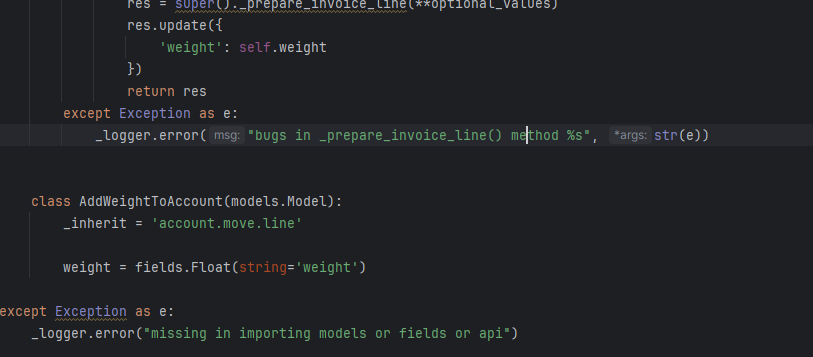 res = super()._prepare_invoice_line(**optional_values)
res.update({
'weight': self.weight
})
return res
except Exception as e:
_logger.error( msg: "bugs in _prepare_invoice_line() method %s", *args: str(e))
class AddWeightToAccount(models.Model):
_inherit = 'account.move.line'
weight = fields.Float(string='weight')
except Exception as e:
_logger.error("missing in importing models or fields or api")